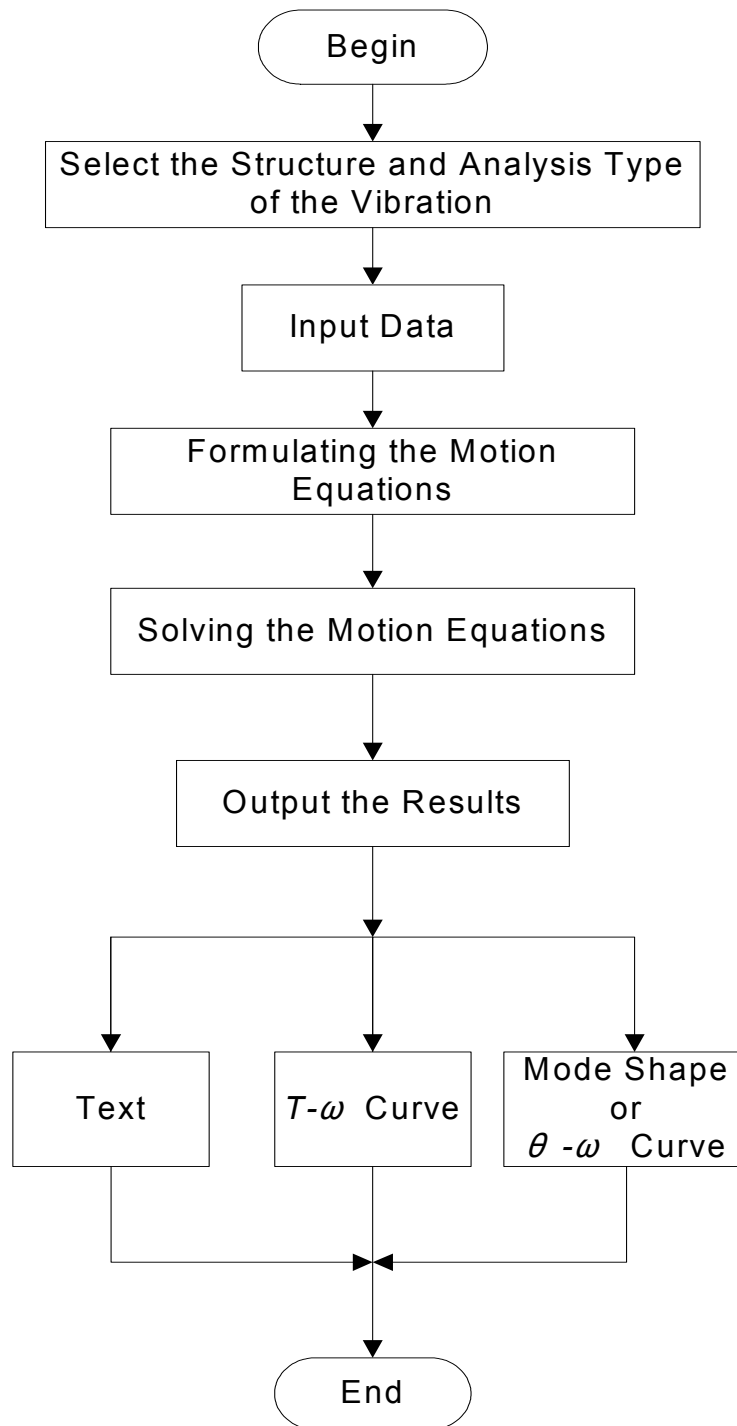 Begin
Select the Structure and Analysis Type
of the Vibration
Input Data
Formulating the Motion
Equations
Solving the Motion Equations
Output the Results
Text
T-ω Curve
Mode Shape
or
θ -ω Curve
End